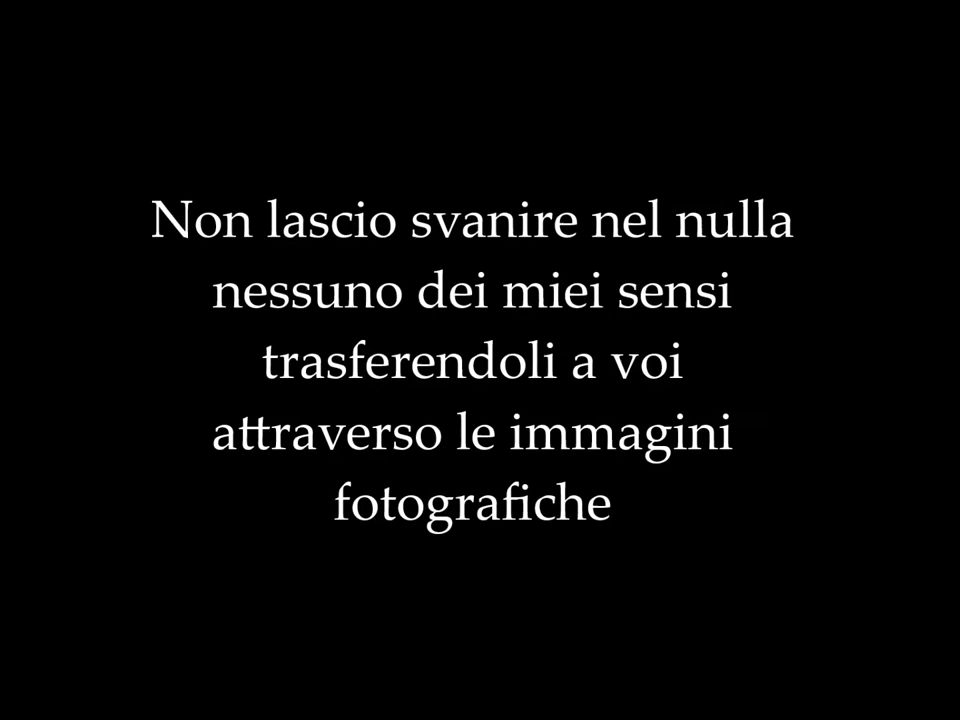 Non lascio svanire nel nulla
nessuno dei miei sensi
trasferendoli a voi
attraverso le immagini
fotografiche